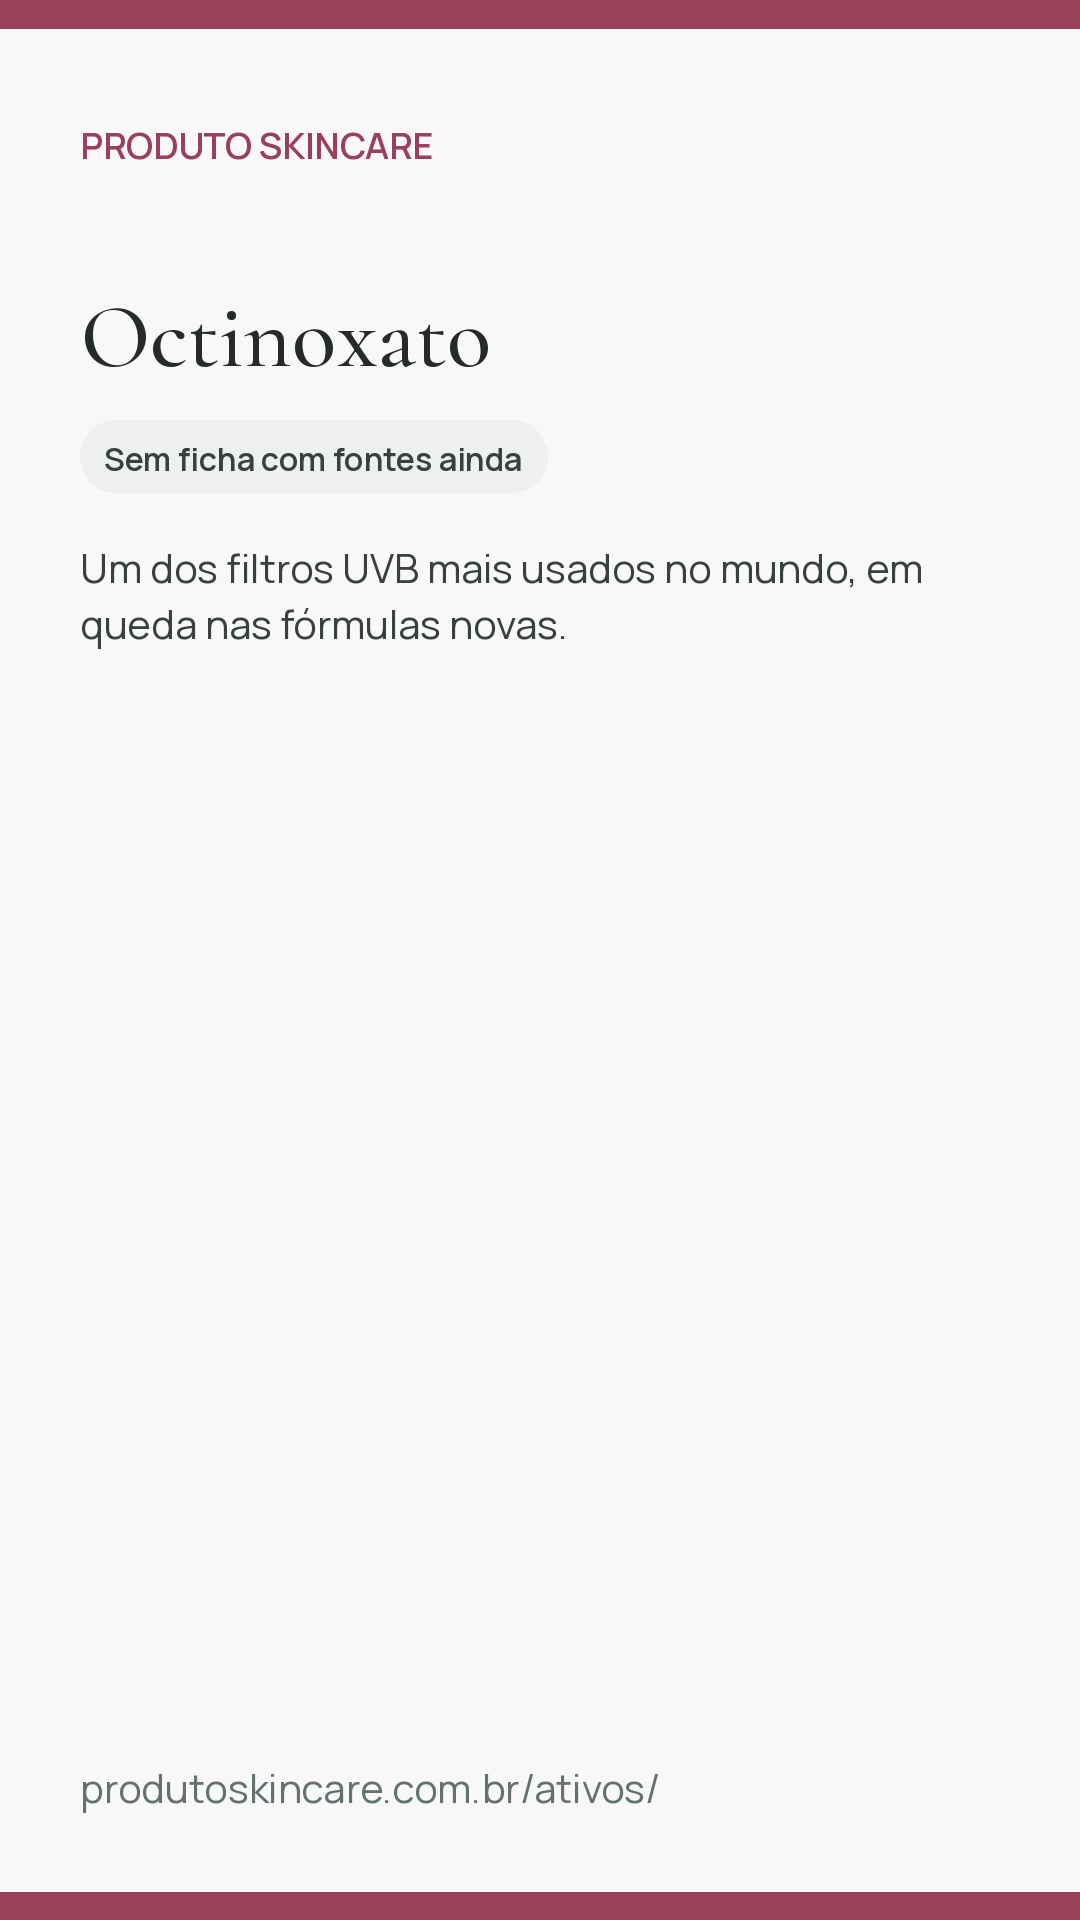 PRODUTO SKINCARE
Octinoxato
Sem ficha com fontes ainda
Um dos filtros UVB mais usados no mundo, em
queda nas fórmulas novas.
produtoskincare.com.br/ativos/